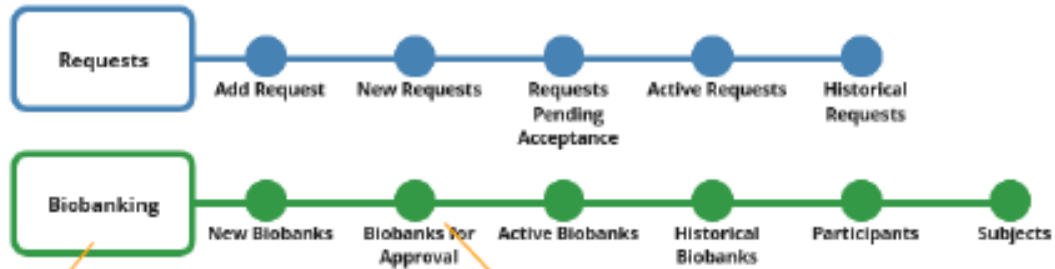 Requests
Add Request
New Requests
Requests
Pending
Acceptance
Active Requests
Historical
Requests
Biobanking
New Biobanks
Biobanks for
Approval
Active Biobanks
Historical
Biobanks
Participants
Subjects